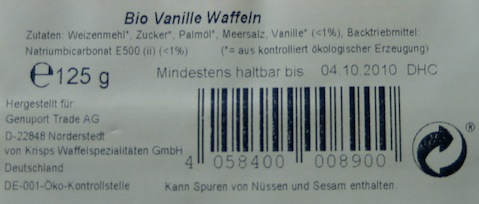 Bio Vanille Waffeln
Zutaten: Weizenmehl*, Zucker*, Palmöl*, Meersalz, Vanille* (<1%), Backtriebmittel:
Natriumbicarbonat E500 (ii) (<1%) (*= aus kontrolliert ökologischer Erzeugung)
℮125 g Mindestens haltbar bis 04.10.2010 DHC
Hergestellt für:
Genuport Trade AG
D-22848 Norderstedt
von Krisps Waffelspezialitäten GmbH
Deutschland
DE-001-Öko-Kontrollstelle
4 058400 008900
®
Kann Spuren von Nüssen und Sesam enthalten.